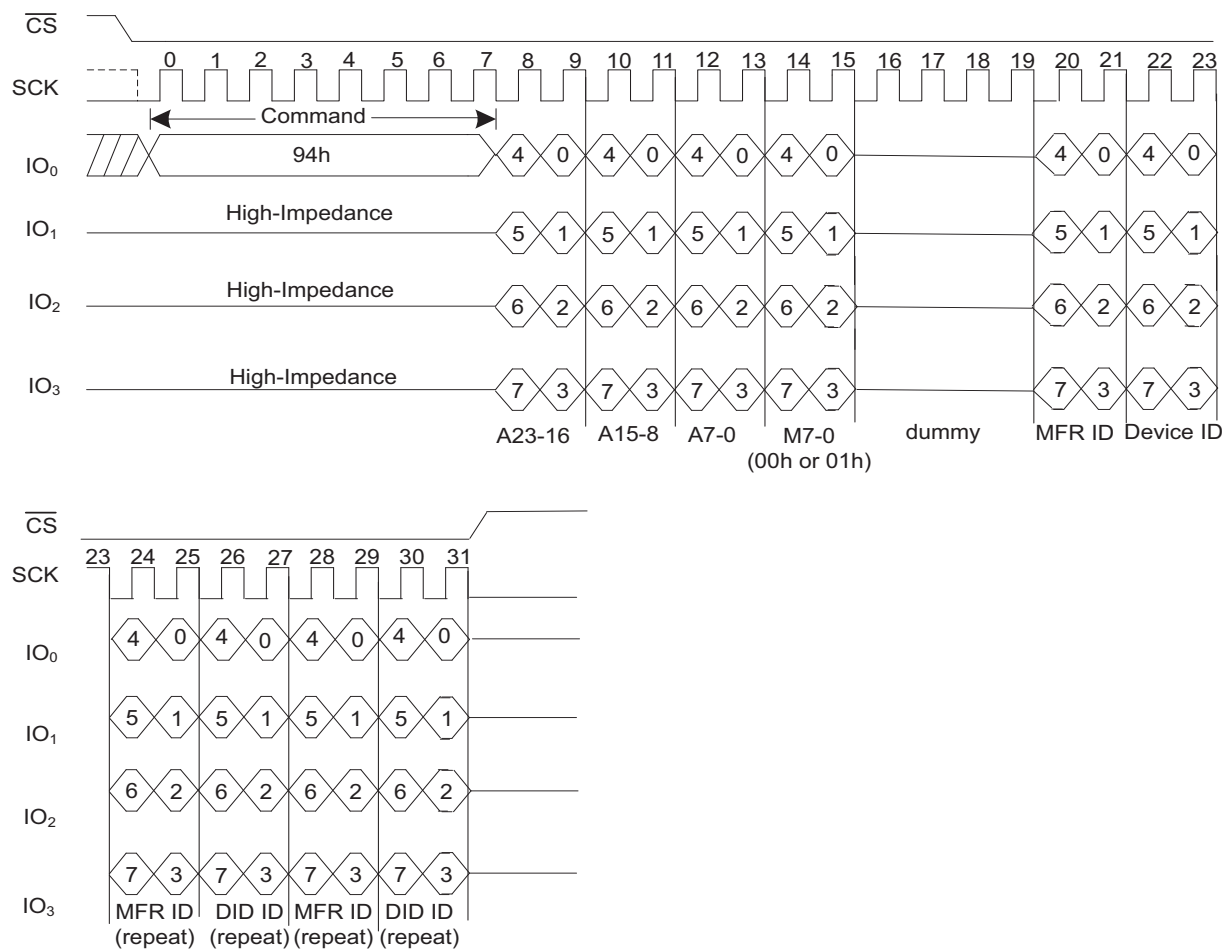 CS
0 1 2 3 4 5 6 7 8 9 10 11 12 13 14 15 16 17 18 19 20 21 22 23
SCK
Command
IO0 94h 4 0 4 0 4 0 4 0 4 0 4 0
High-Impedance
IO1 5 1 5 1 5 1 5 1 5 1 5 1
High-Impedance
IO2 6 2 6 2 6 2 6 2 6 2 6 2
High-Impedance
IO3 7 3 7 3 7 3 7 3 7 3 7 3
A23-16 A15-8 A7-0 M7-0 dummy MFR ID Device ID
(00h or 01h)
CS
23 24 25 26 27 28 29 30 31
SCK
IO0 4 0 4 0 4 0 4 0
IO1 5 1 5 1 5 1 5 1
IO2 6 2 6 2 6 2 6 2
IO3 7 3 7 3 7 3 7 3
MFR ID DID ID MFR ID DID ID
(repeat) (repeat) (repeat) (repeat)